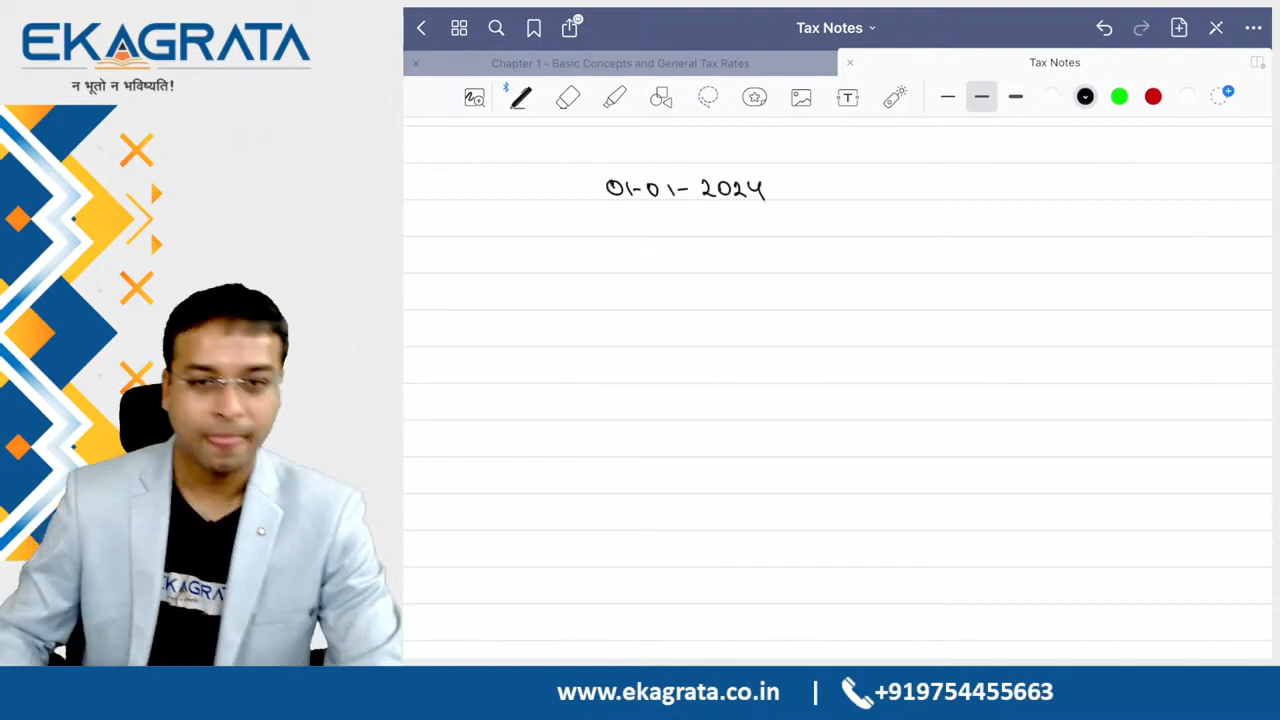 EKAGRATA
न भूतो न भविष्यति!
Tax Notes
Chapter 1 - Basic Concepts and General Tax Rates
Tax Notes
T
01-01-2024
EKAGRATA
www.ekagrata.co.in | +919754455663